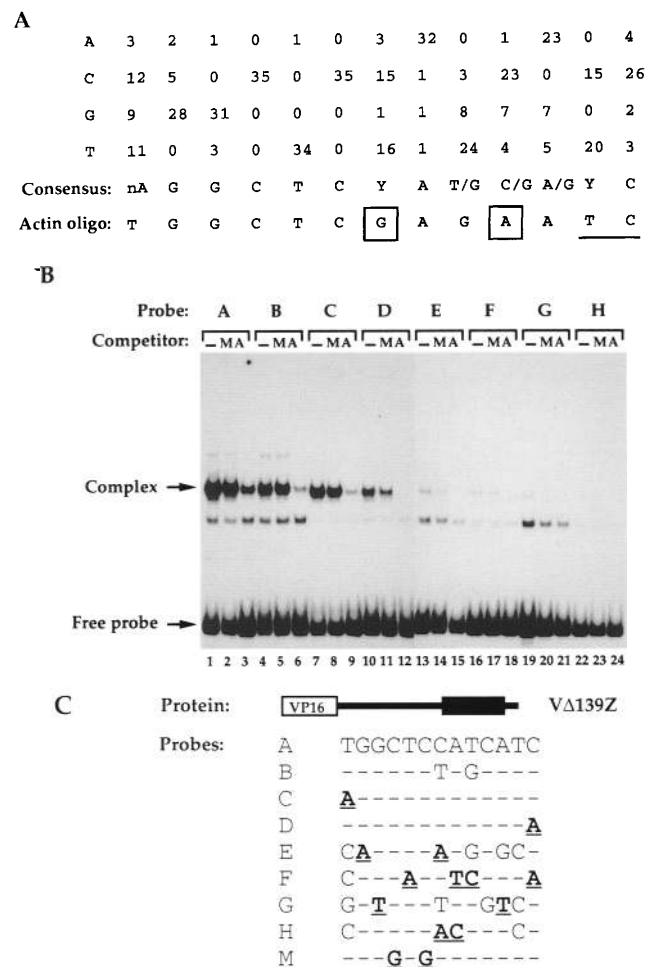 A
A 3 2 1 0 1 0 3 32 0 1 23 0 4
C 12 5 0 35 0 35 15 1 3 23 0 15 26
G 9 28 31 0 0 0 1 1 8 7 7 0 2
T 11 0 3 0 34 0 16 1 24 4 5 20 3
Consensus: nA G G C T C Y A T/G C/G A/G Y C
Actin oligo: T G G C T C G A G A A T C
B
Probe: A B C D E F G H
Competitor: – M A – M A – M A – M A – M A – M A – M A – M A
Complex
Free probe
1 2 3 4 5 6 7 8 9 10 11 12 13 14 15 16 17 18 19 20 21 22 23 24
C
Protein: VP16 VΔ139Z
Probes: A TGGCTCCATCATC
B ------T-G----
C A------------
D ------------A
E CA----A-G-GC-
F C---A--TC---A
G G-T---T--GTC-
H C-----AC---C-
M ---G-G-------